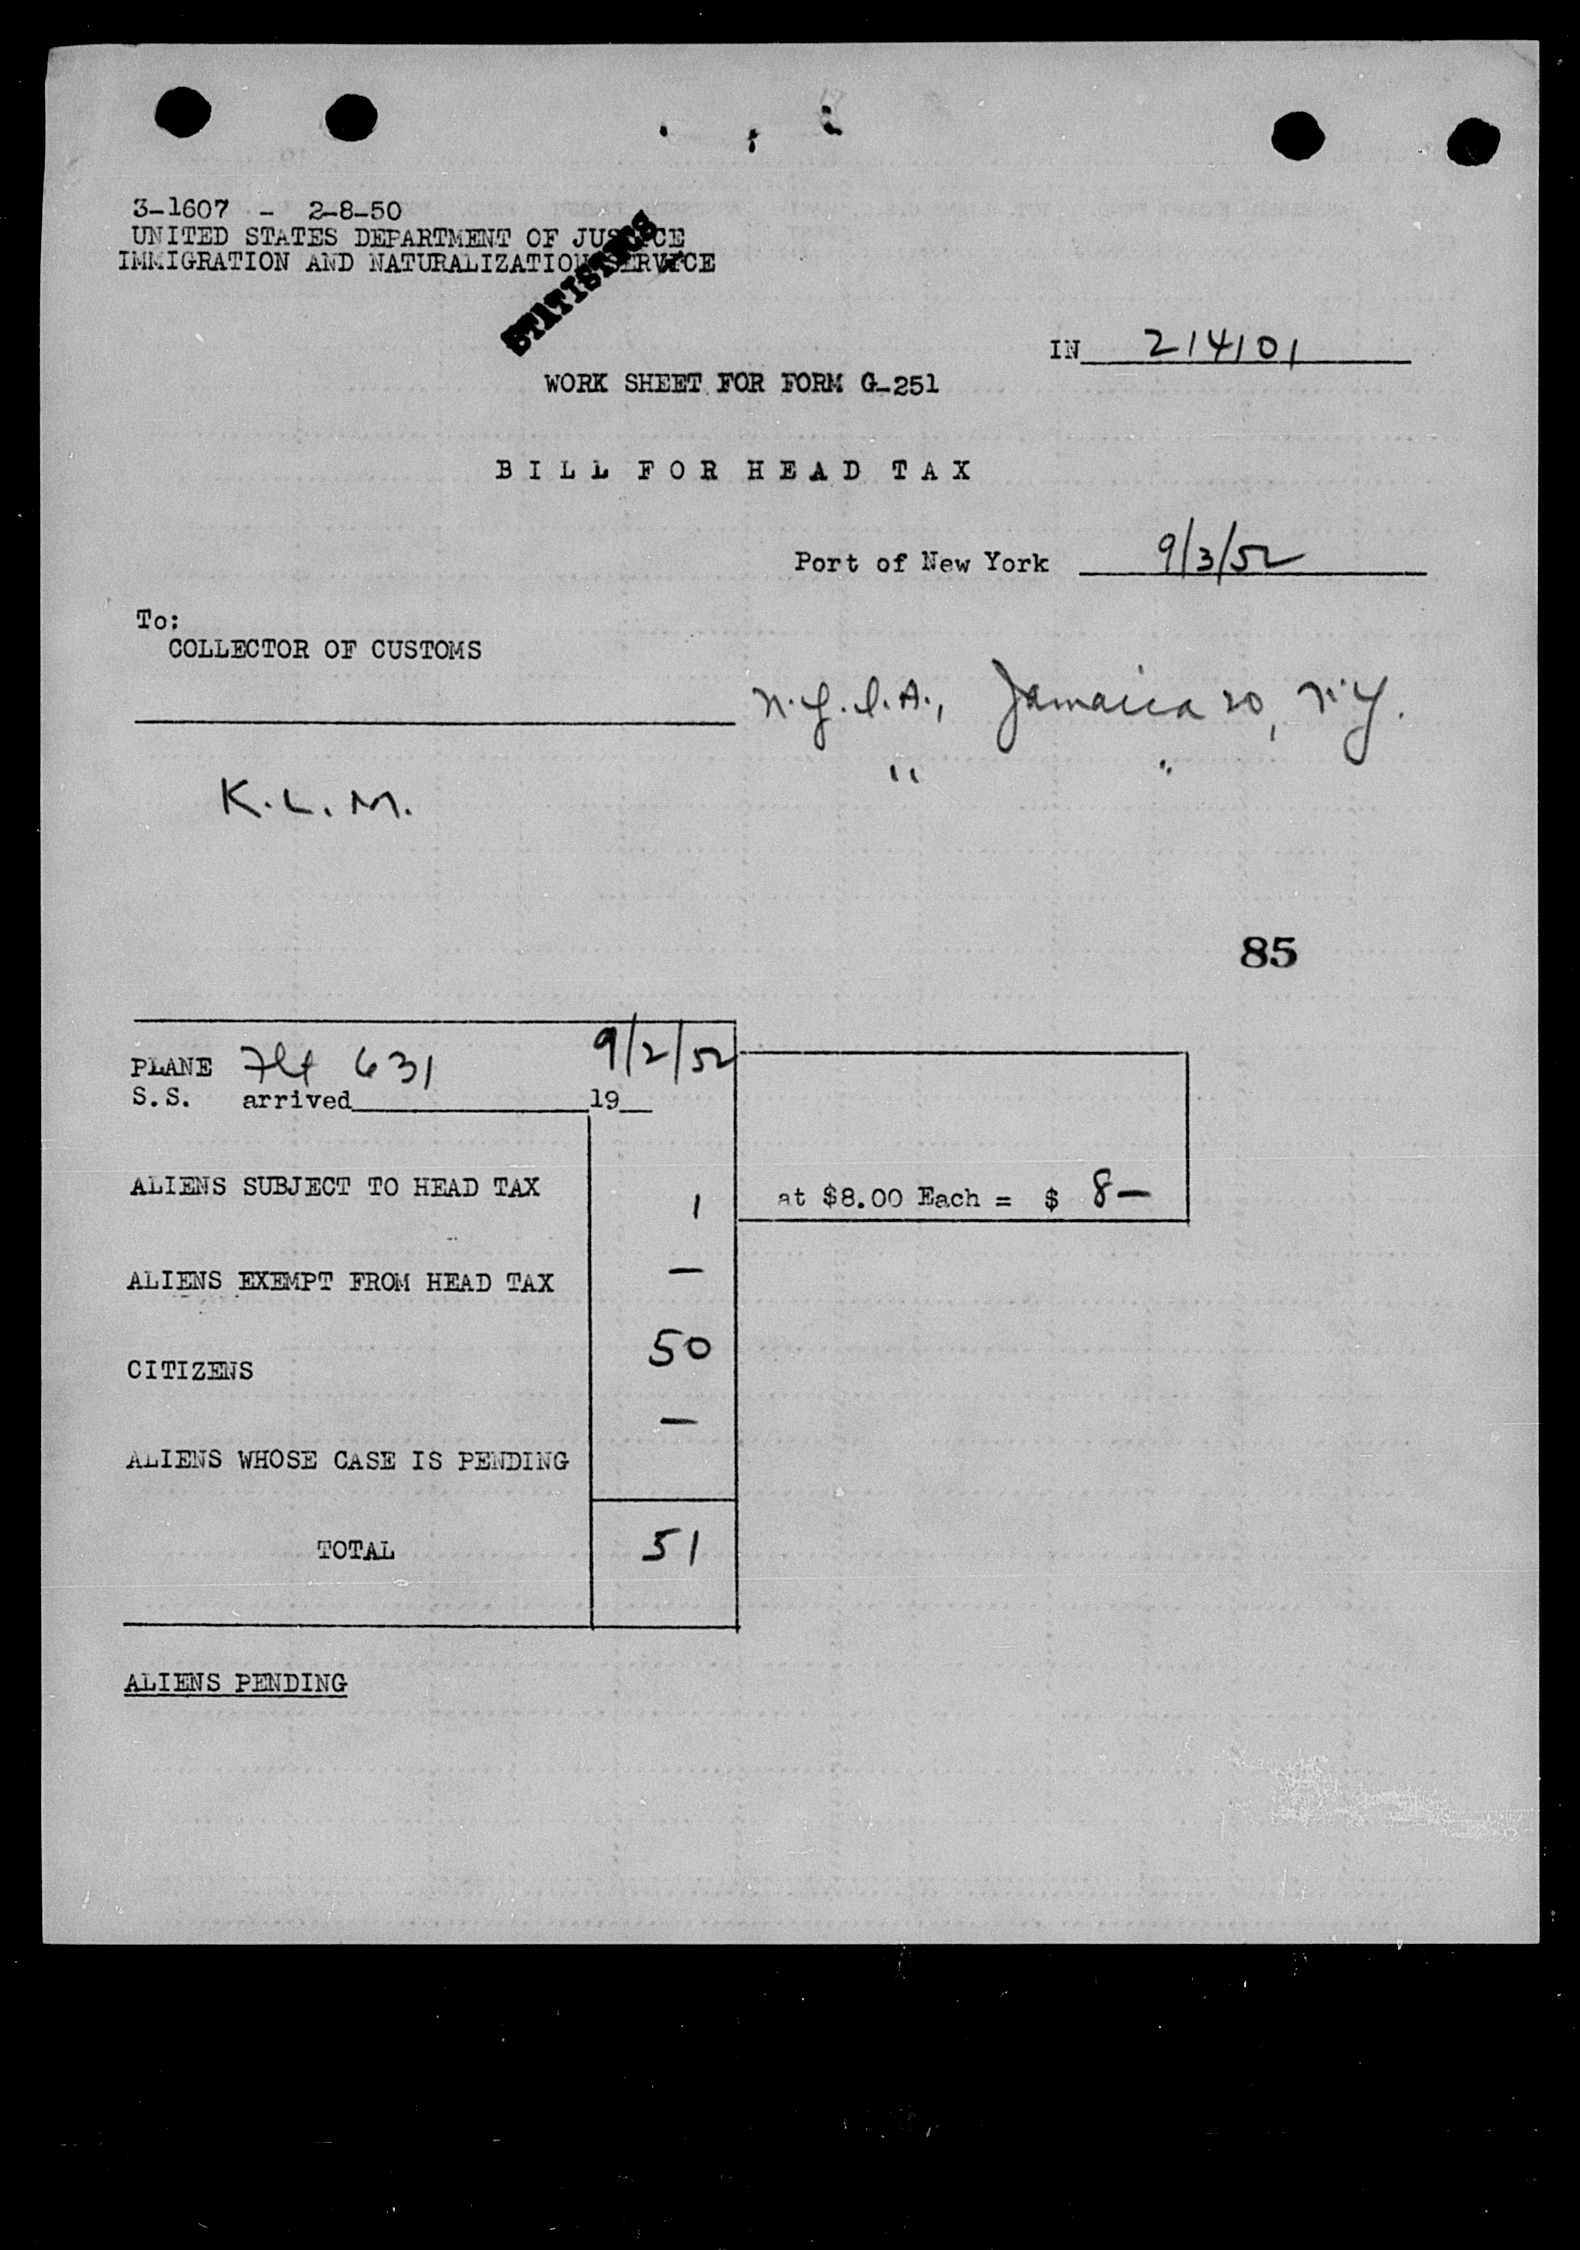 3-1607 - 2-8-50
UNITED STATES DEPARTMENT OF JUSTICE
IMMIGRATION AND NATURALIZATION SERVICE
STATISTICS
IN 214101
WORK SHEET FOR FORM G-251
BILL FOR HEAD TAX
Port of New York 9/3/52
To:
COLLECTOR OF CUSTOMS
N.Y.I.A., Jamaica 20, N.Y.
" "
K.L.M.
85
PLANE Flt 631 9/2/52
S.S. arrived 19
ALIENS SUBJECT TO HEAD TAX 1 at $8.00 Each = $ 8—
ALIENS EXEMPT FROM HEAD TAX —
CITIZENS 50
ALIENS WHOSE CASE IS PENDING —
TOTAL 51
ALIENS PENDING